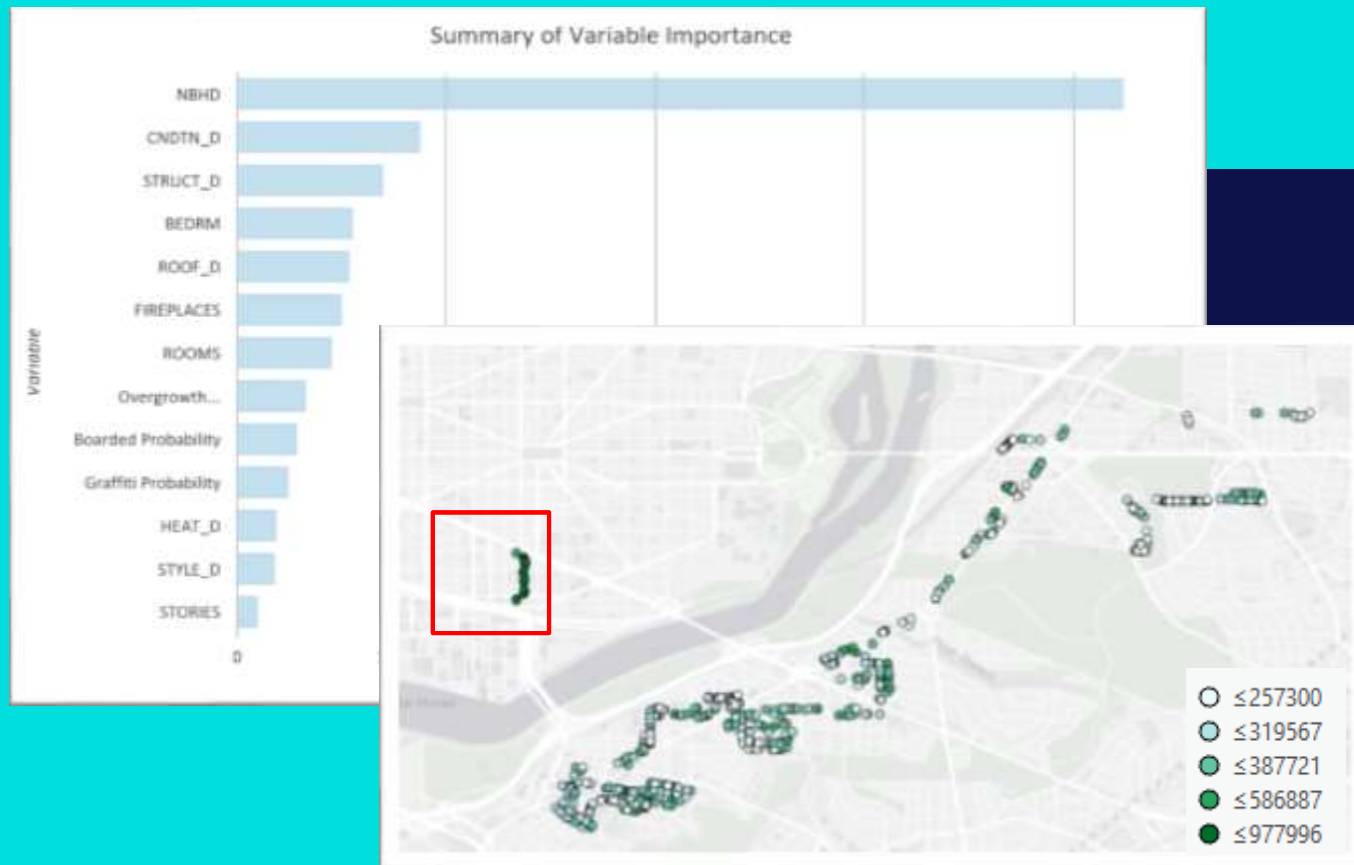 Summary of Variable Importance
Variable
NBHD
CNDTN_D
STRUCT_D
BEDRM
ROOF_D
FIREPLACES
ROOMS
Overgrowth...
Boarded Probability
Graffiti Probability
HEAT_D
STYLE_D
STORIES
0
≤257300
≤319567
≤387721
≤586887
≤977996